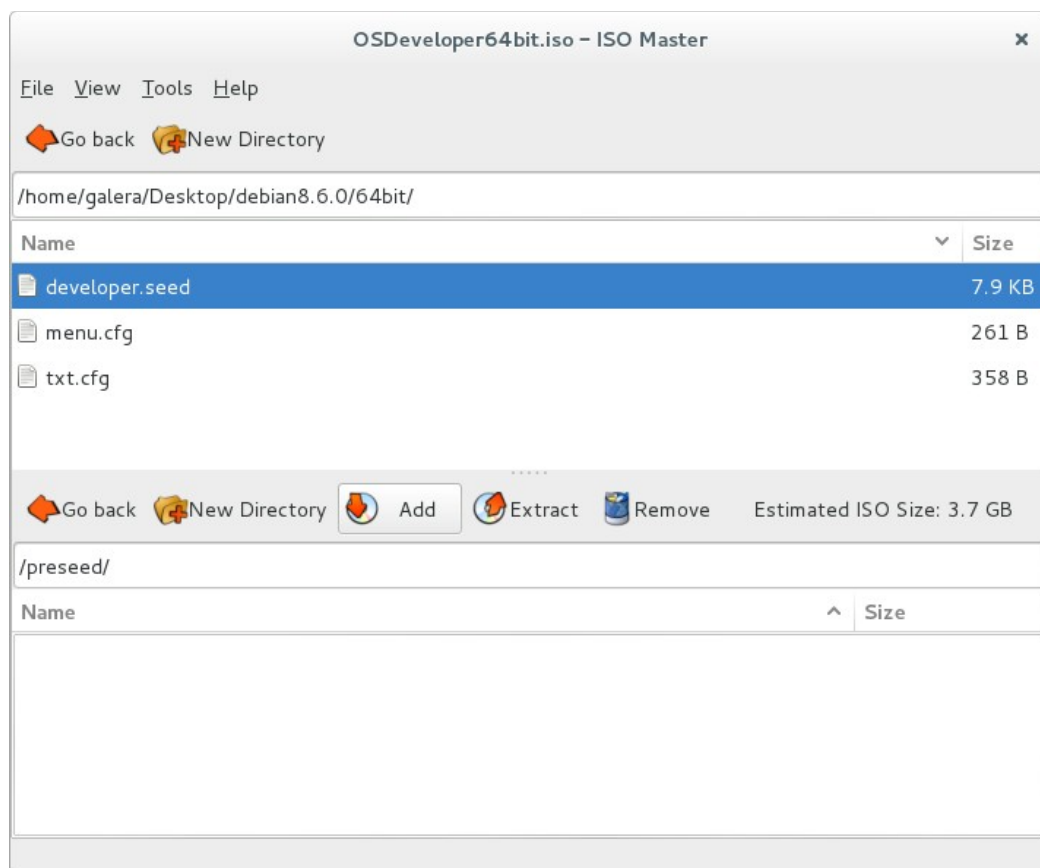 OSDeveloper64bit.iso – ISO Master
File View Tools Help
Go back New Directory
/home/galera/Desktop/debian8.6.0/64bit/
Name Size
developer.seed 7.9 KB
menu.cfg 261 B
txt.cfg 358 B
Go back New Directory Add Extract Remove Estimated ISO Size: 3.7 GB
/preseed/
Name Size